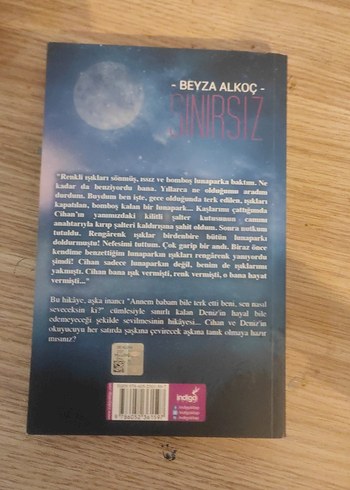 - BEYZA ALKOÇ -
SINIRSIZ
"Renkli ışıkları sönmüş, ıssız ve bomboş lunaparka baktım. Ne
kadar da benziyordu bana. Yıllarca ne olduğumu aradım
durdum. Buydum ben işte, gece olduğunda terk edilen, ışıkları
kapatılan, bomboş kalan bir lunapark... Kaşlarımı çattığımda
Cihan'ın yanımızdaki kilitli şalter kutusunun camını
anahtarıyla kırıp şalteri kaldırışına şahit oldum. Sonra nutkum
tutuldu. Rengârenk ışıklar birdenbire bütün lunaparkı
doldurmuştu! Nefesimi tuttum. Çok garip bir andı. Biraz önce
kendime benzettiğim lunaparkın ışıkları rengârenk yanıyordu
şimdi! Cihan sadece lunaparkın değil, benim de ışıklarımı
yakmıştı. Cihan bana ışık vermişti, renk vermişti, o bana hayat
vermişti..."
Bu hikâye, aşka inancı "Annem babam bile terk etti beni, sen nasıl
seveceksin ki?" cümlesiyle sınırlı kalan Deniz'in hayal bile
edemeyeceği şekilde sevilmesinin hikâyesi... Cihan ve Deniz'in
okuyucuyu her satırda şaşkına çevirecek aşkına tanık olmaya hazır
mısınız?
indigo